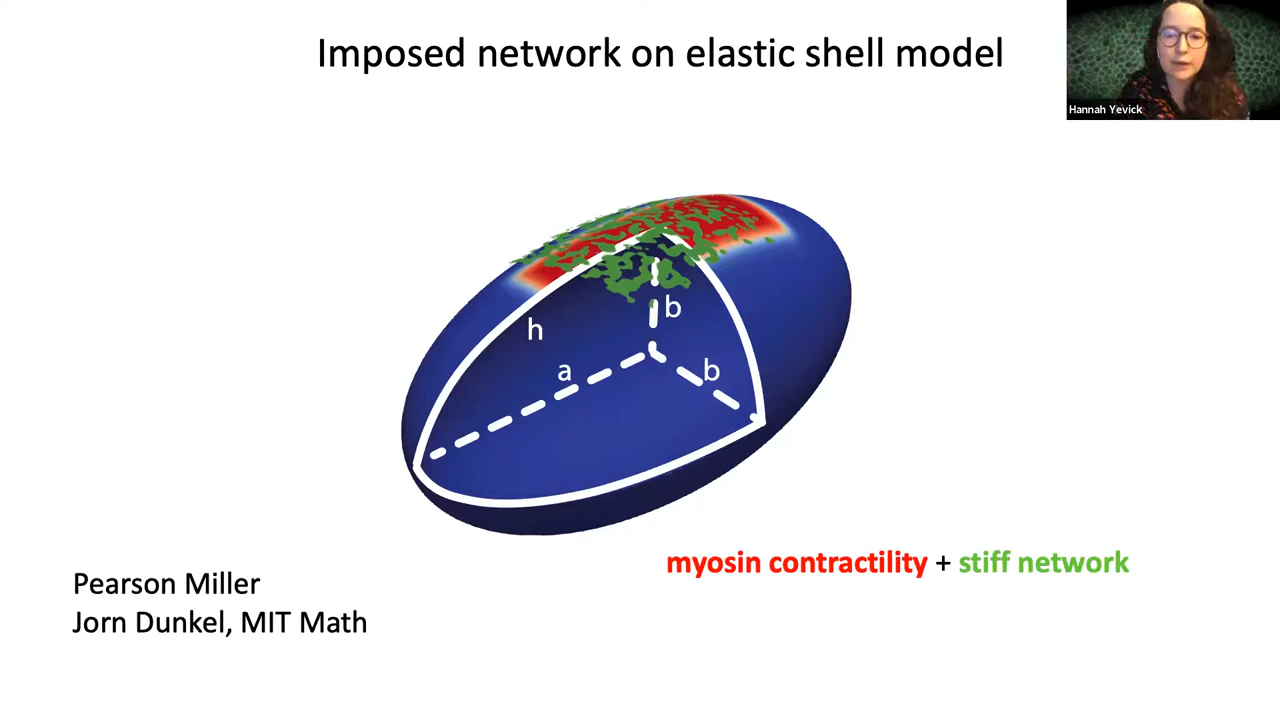 Imposed network on elastic shell model
Hannah Yevick
h
b
a
b
myosin contractility + stiff network
Pearson Miller
Jorn Dunkel, MIT Math